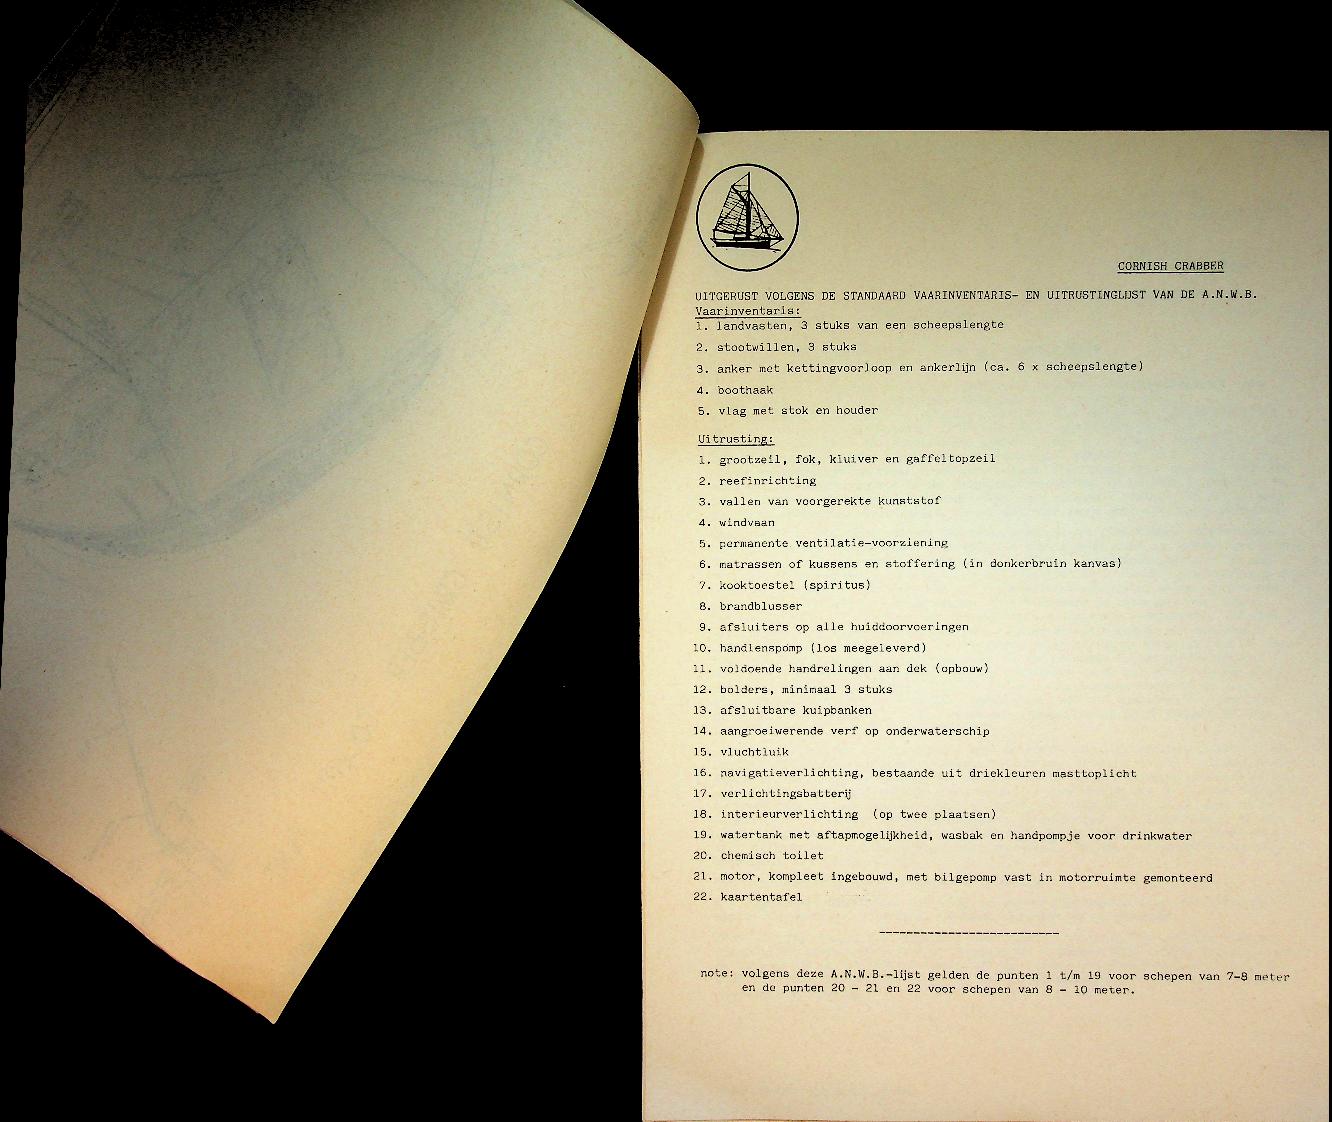 CORNISH CRABBER
UITGERUST VOLGENS DE STANDAARD VAARINVENTARIS- EN UITRUSTINGLIJST VAN DE A.N.W.B.
Vaarinventaris:
1. landvasten, 3 stuks van een scheepslengte
2. stootwillen, 3 stuks
3. anker met kettingvoorloop en ankerlijn (ca. 6 x scheepslengte)
4. boothaak
5. vlag met stok en houder
Uitrusting:
1. grootzeil, fok, kluiver en gaffeltopzeil
2. reefinrichting
3. vallen van voorgerekte kunststof
4. windvaan
5. permanente ventilatie-voorziening
6. matrassen of kussens en stoffering (in donkerbruin kanvas)
7. kooktoestel (spiritus)
8. brandblusser
9. afsluiters op alle huiddoorvoeringen
10. handlenspomp (los meegeleverd)
11. voldoende handrelingen aan dek (opbouw)
12. bolders, minimaal 3 stuks
13. afsluitbare kuipbanken
14. aangroeiwerende verf op onderwaterschip
15. vluchtluik
16. navigatieverlichting, bestaande uit driekleuren masttoplicht
17. verlichtingsbatterij
18. interieurverlichting (op twee plaatsen)
19. watertank met aftapmogelijkheid, wasbak en handpompje voor drinkwater
20. chemisch toilet
21. motor, kompleet ingebouwd, met bilgepomp vast in motorruimte gemonteerd
22. kaartentafel
--------------------------
note: volgens deze A.N.W.B.-lijst gelden de punten 1 t/m 19 voor schepen van 7-8 meter
en de punten 20 - 21 en 22 voor schepen van 8 - 10 meter.